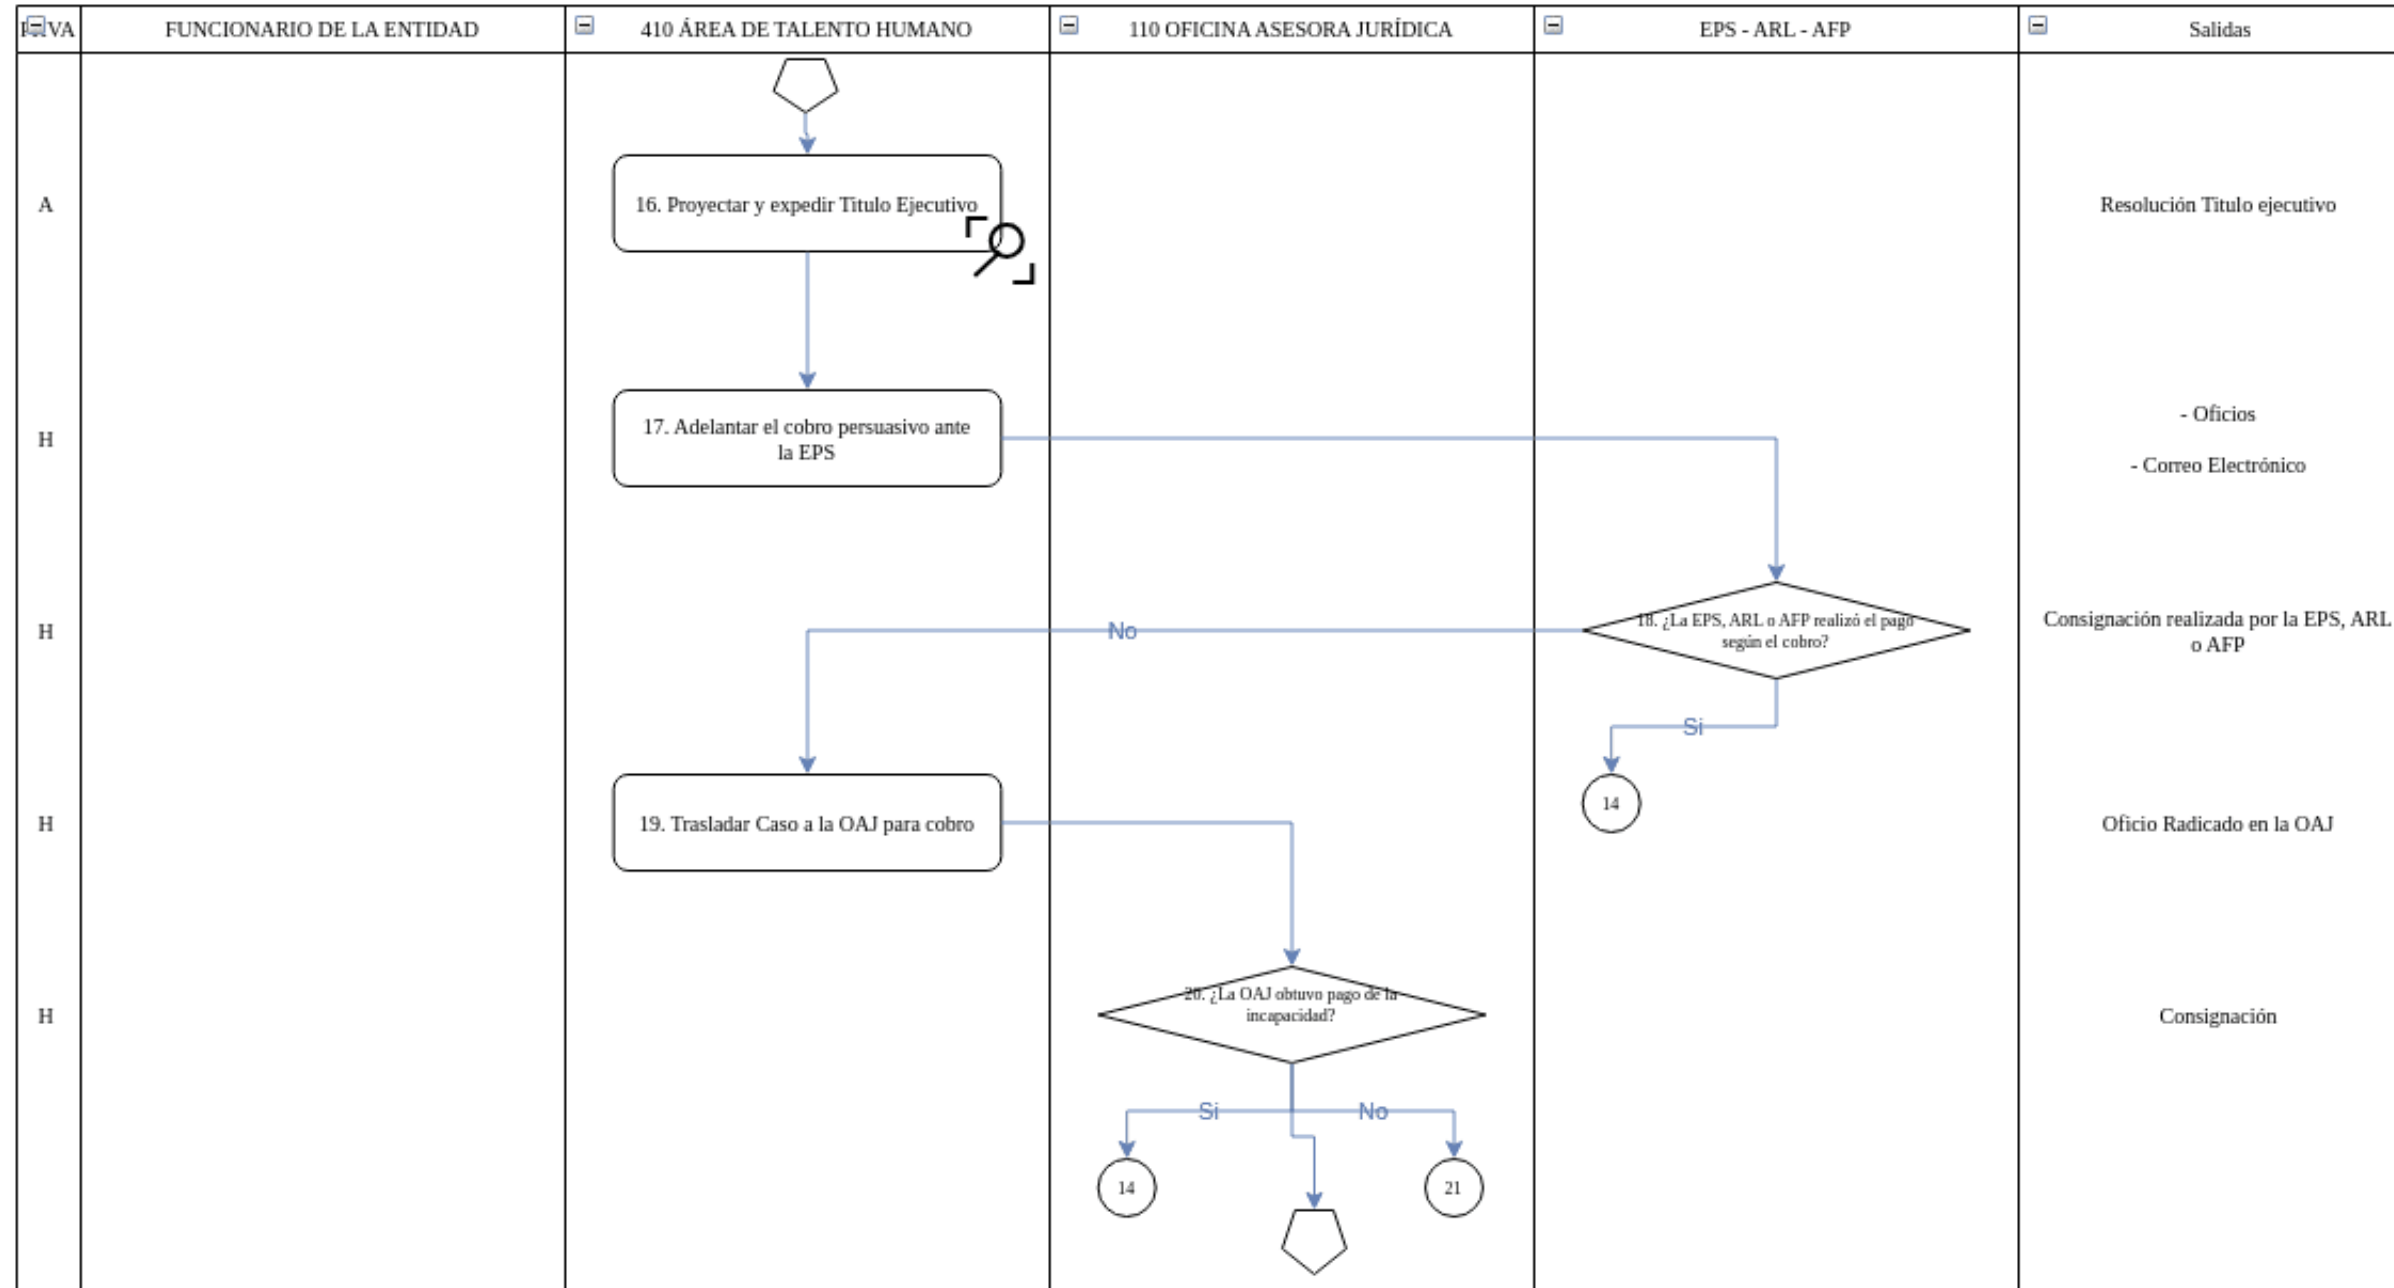 FUNCIONARIO DE LA ENTIDAD
410 ÁREA DE TALENTO HUMANO
110 OFICINA ASESORA JURÍDICA
EPS - ARL - AFP
Salidas
A
16. Proyectar y expedir Titulo Ejecutivo
Resolución Titulo ejecutivo
H
17. Adelantar el cobro persuasivo ante
la EPS
- Oficios
- Correo Electrónico
H
No
18. ¿La EPS, ARL o AFP realizó el pago
según el cobro?
Consignación realizada por la EPS, ARL
o AFP
Si
14
H
19. Trasladar Caso a la OAJ para cobro
Oficio Radicado en la OAJ
H
20. ¿La OAJ obtuvo pago de la
incapacidad?
Consignación
Si
No
14
21